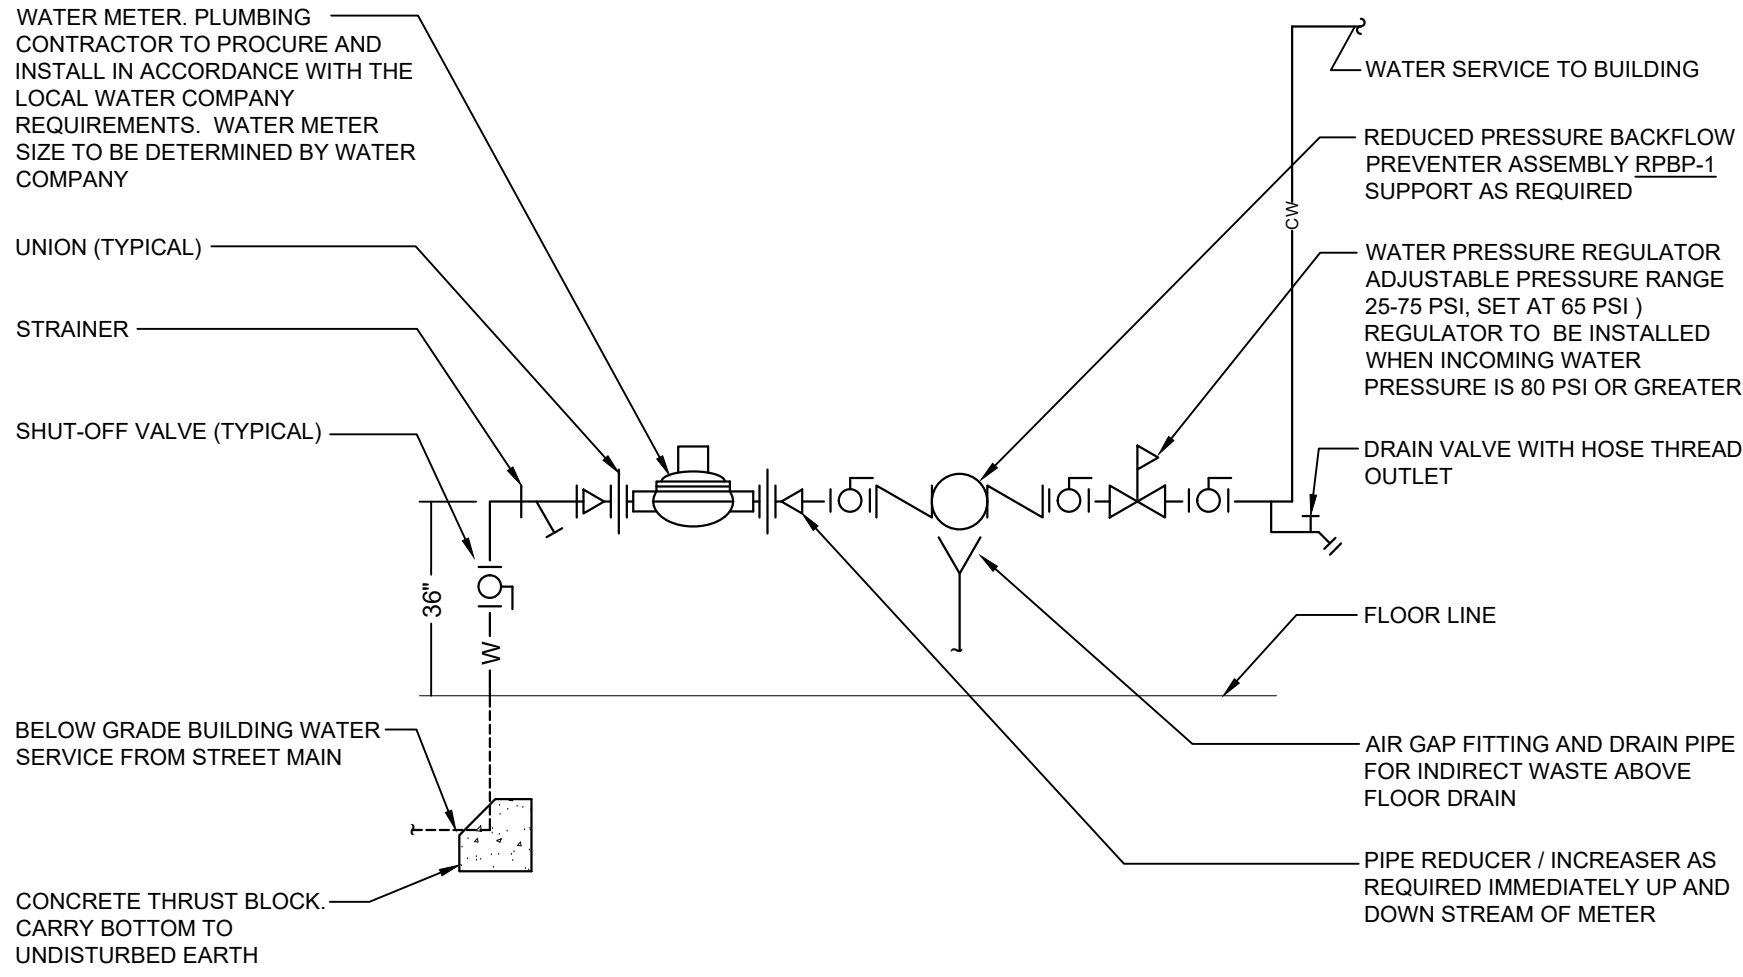 WATER METER. PLUMBING
CONTRACTOR TO PROCURE AND
INSTALL IN ACCORDANCE WITH THE
LOCAL WATER COMPANY
REQUIREMENTS.  WATER METER
SIZE TO BE DETERMINED BY WATER
COMPANY
UNION (TYPICAL)
STRAINER
SHUT-OFF VALVE (TYPICAL)
36"
W
BELOW GRADE BUILDING WATER
SERVICE FROM STREET MAIN
CONCRETE THRUST BLOCK.
CARRY BOTTOM TO
UNDISTURBED EARTH
CW
WATER SERVICE TO BUILDING
REDUCED PRESSURE BACKFLOW
PREVENTER ASSEMBLY RPBP-1
SUPPORT AS REQUIRED
WATER PRESSURE REGULATOR
ADJUSTABLE PRESSURE RANGE
25-75 PSI, SET AT 65 PSI )
REGULATOR TO  BE INSTALLED
WHEN INCOMING WATER
PRESSURE IS 80 PSI OR GREATER
DRAIN VALVE WITH HOSE THREAD
OUTLET
FLOOR LINE
AIR GAP FITTING AND DRAIN PIPE
FOR INDIRECT WASTE ABOVE
FLOOR DRAIN
PIPE REDUCER / INCREASER AS
REQUIRED IMMEDIATELY UP AND
DOWN STREAM OF METER